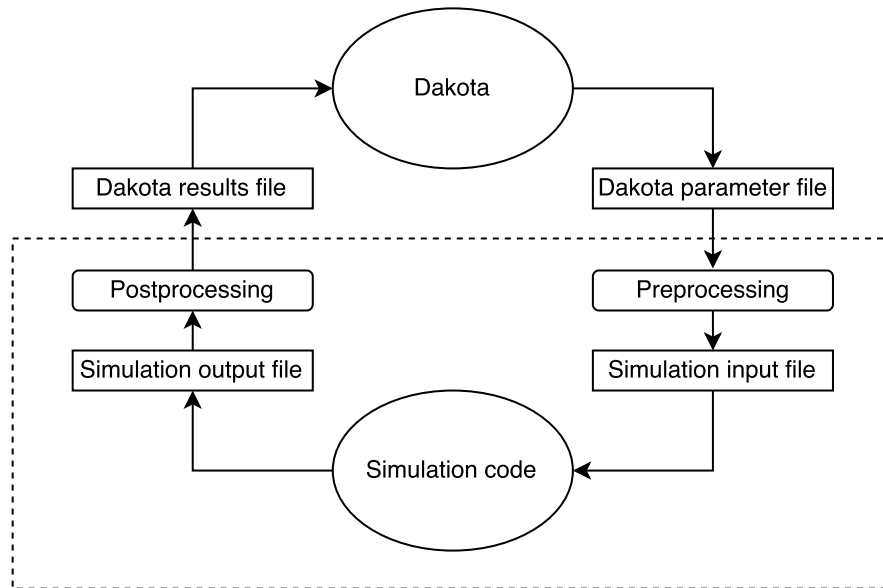 Dakota
Dakota results file
Dakota parameter file
Postprocessing
Preprocessing
Simulation output file
Simulation input file
Simulation code